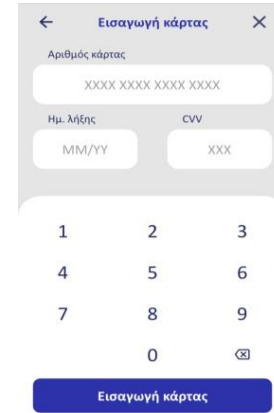 ← Εισαγωγή κάρτας ✕
Αριθμός κάρτας
XXXX XXXX XXXX XXXX
Ημ. λήξης CVV
MM/YY XXX
1 2 3
4 5 6
7 8 9
0
Εισαγωγή κάρτας